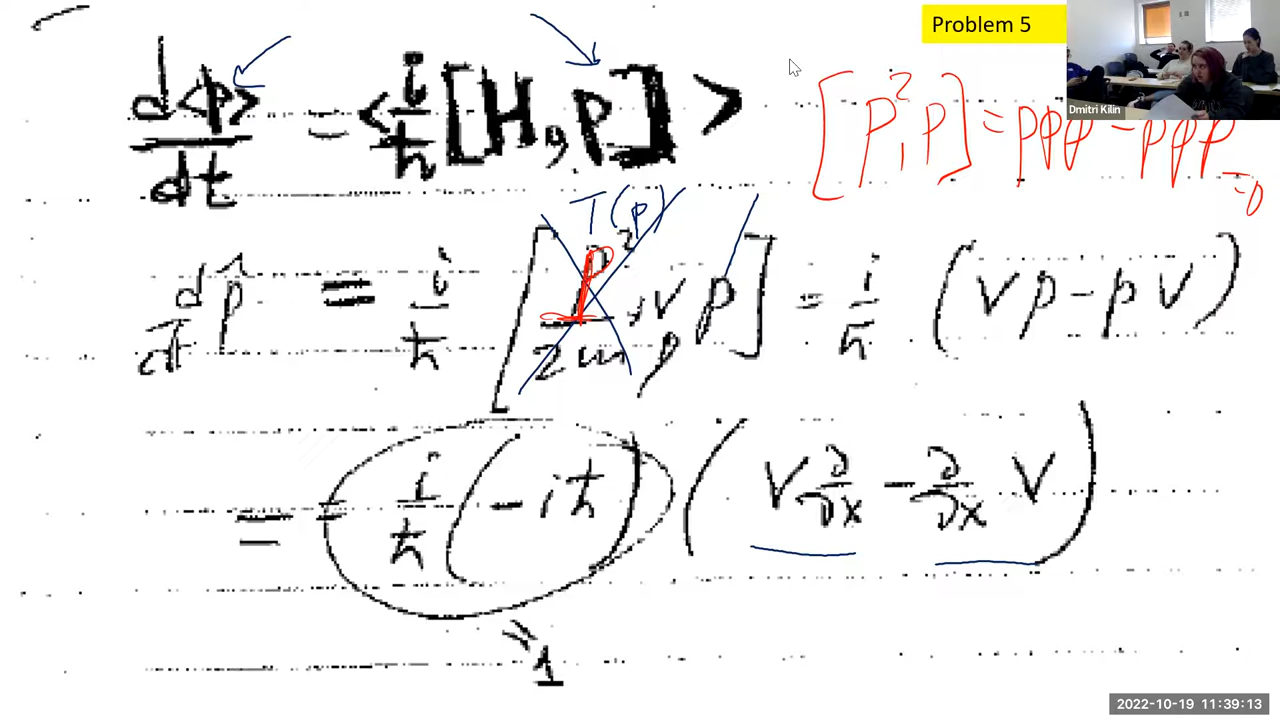 Problem 5
d<p>/dt = <i/ħ [H, p]>
[p², p] = ppp - ppp = 0
Dmitri Kilin
T(p)
d/dt p̂ = i/ħ [p²/2m + V, p] = i/ħ (Vp - pV)
= i/ħ (-iħ) (V ∂/∂x - ∂/∂x V)
= 1
2022-10-19 11:39:13